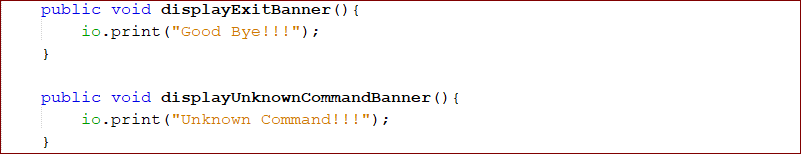 public void displayExitBanner(){
    io.print("Good Bye!!!");
}

public void displayUnknownCommandBanner(){
    io.print("Unknown Command!!!");
}